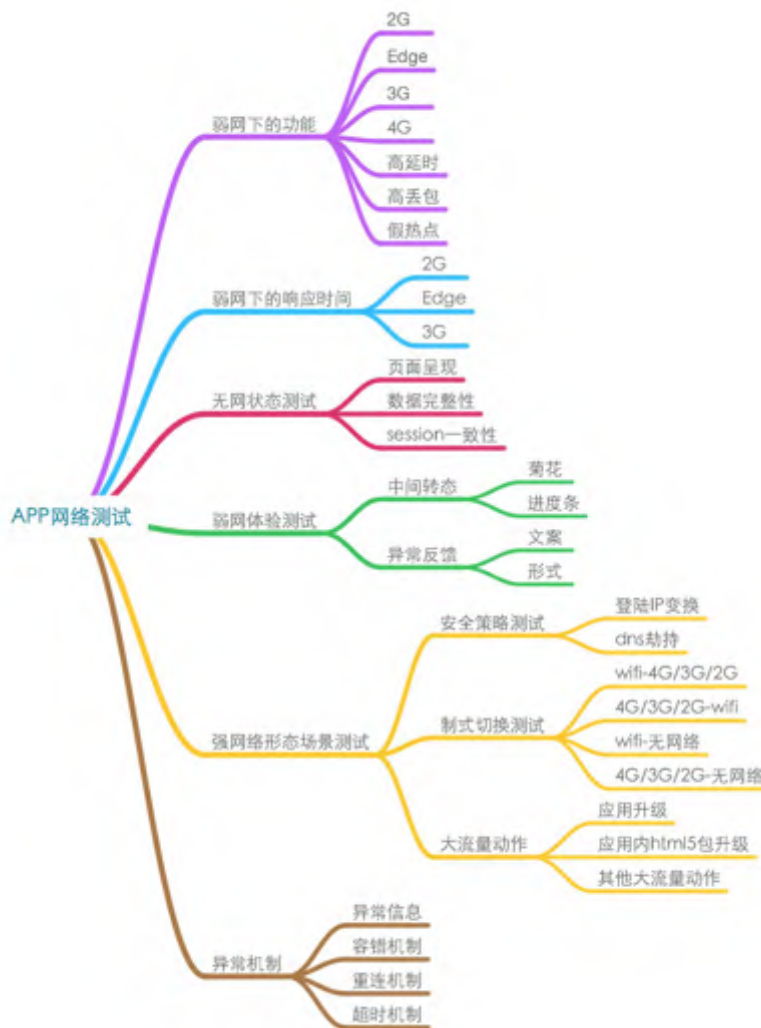 APP网络测试
弱网下的功能
2G
Edge
3G
4G
高延时
高丢包
假热点
弱网下的响应时间
2G
Edge
3G
无网状态测试
页面呈现
数据完整性
session一致性
弱网体验测试
中间转态
菊花
进度条
异常反馈
文案
形式
强网络形态场景测试
安全策略测试
登陆IP变换
dns劫持
制式切换测试
wifi-4G/3G/2G
4G/3G/2G-wifi
wifi-无网络
4G/3G/2G-无网络
大流量动作
应用升级
应用内html5包升级
其他大流量动作
异常机制
异常信息
容错机制
重连机制
超时机制